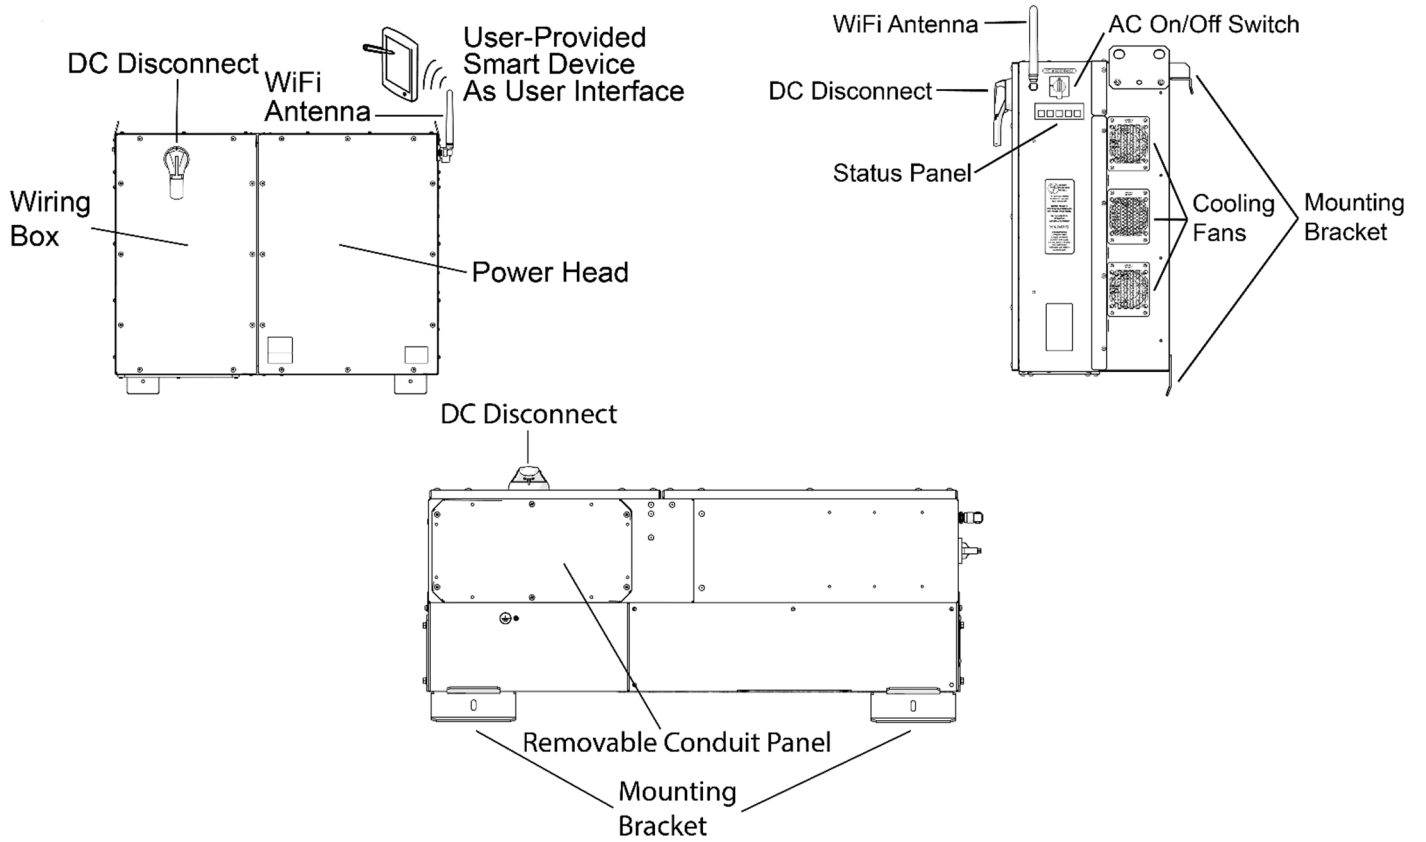 DC Disconnect
WiFi
Antenna
User-Provided
Smart Device
As User Interface
Wiring
Box
Power Head
WiFi Antenna
AC On/Off Switch
DC Disconnect
Status Panel
Cooling
Fans
Mounting
Bracket
DC Disconnect
Removable Conduit Panel
Mounting
Bracket